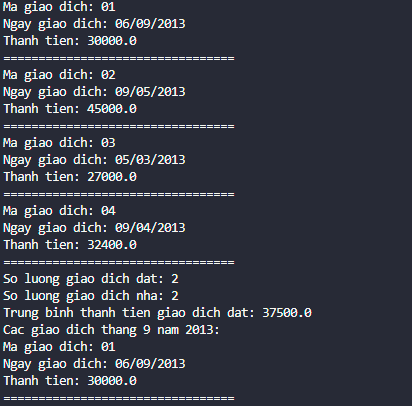 Ma giao dich: 01
Ngay giao dich: 06/09/2013
Thanh tien: 30000.0
=================================
Ma giao dich: 02
Ngay giao dich: 09/05/2013
Thanh tien: 45000.0
=================================
Ma giao dich: 03
Ngay giao dich: 05/03/2013
Thanh tien: 27000.0
=================================
Ma giao dich: 04
Ngay giao dich: 09/04/2013
Thanh tien: 32400.0
=================================
So luong giao dich dat: 2
So luong giao dich nha: 2
Trung binh thanh tien giao dich dat: 37500.0
Cac giao dich thang 9 nam 2013:
Ma giao dich: 01
Ngay giao dich: 06/09/2013
Thanh tien: 30000.0
=================================